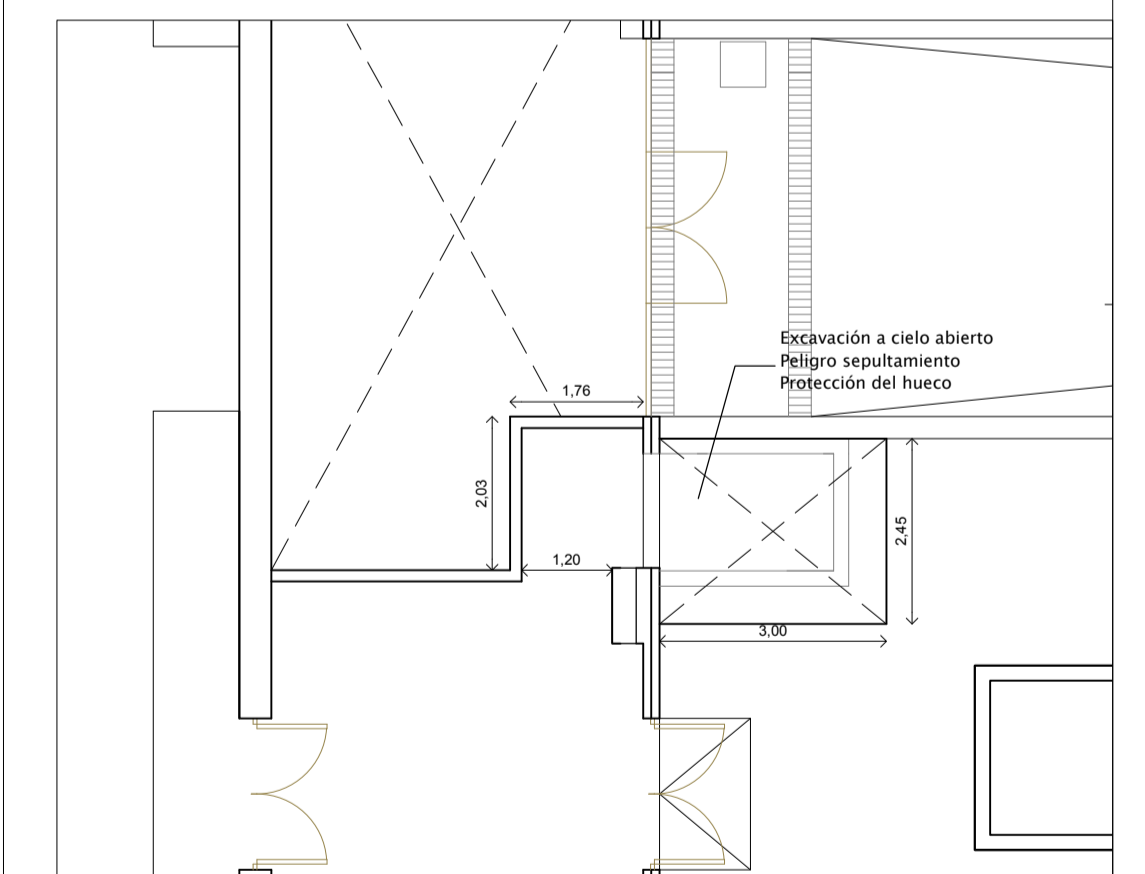 Excavación a cielo abierto
Peligro sepultamiento
Protección del hueco
1,76
2,03
1,20
2,45
3,00